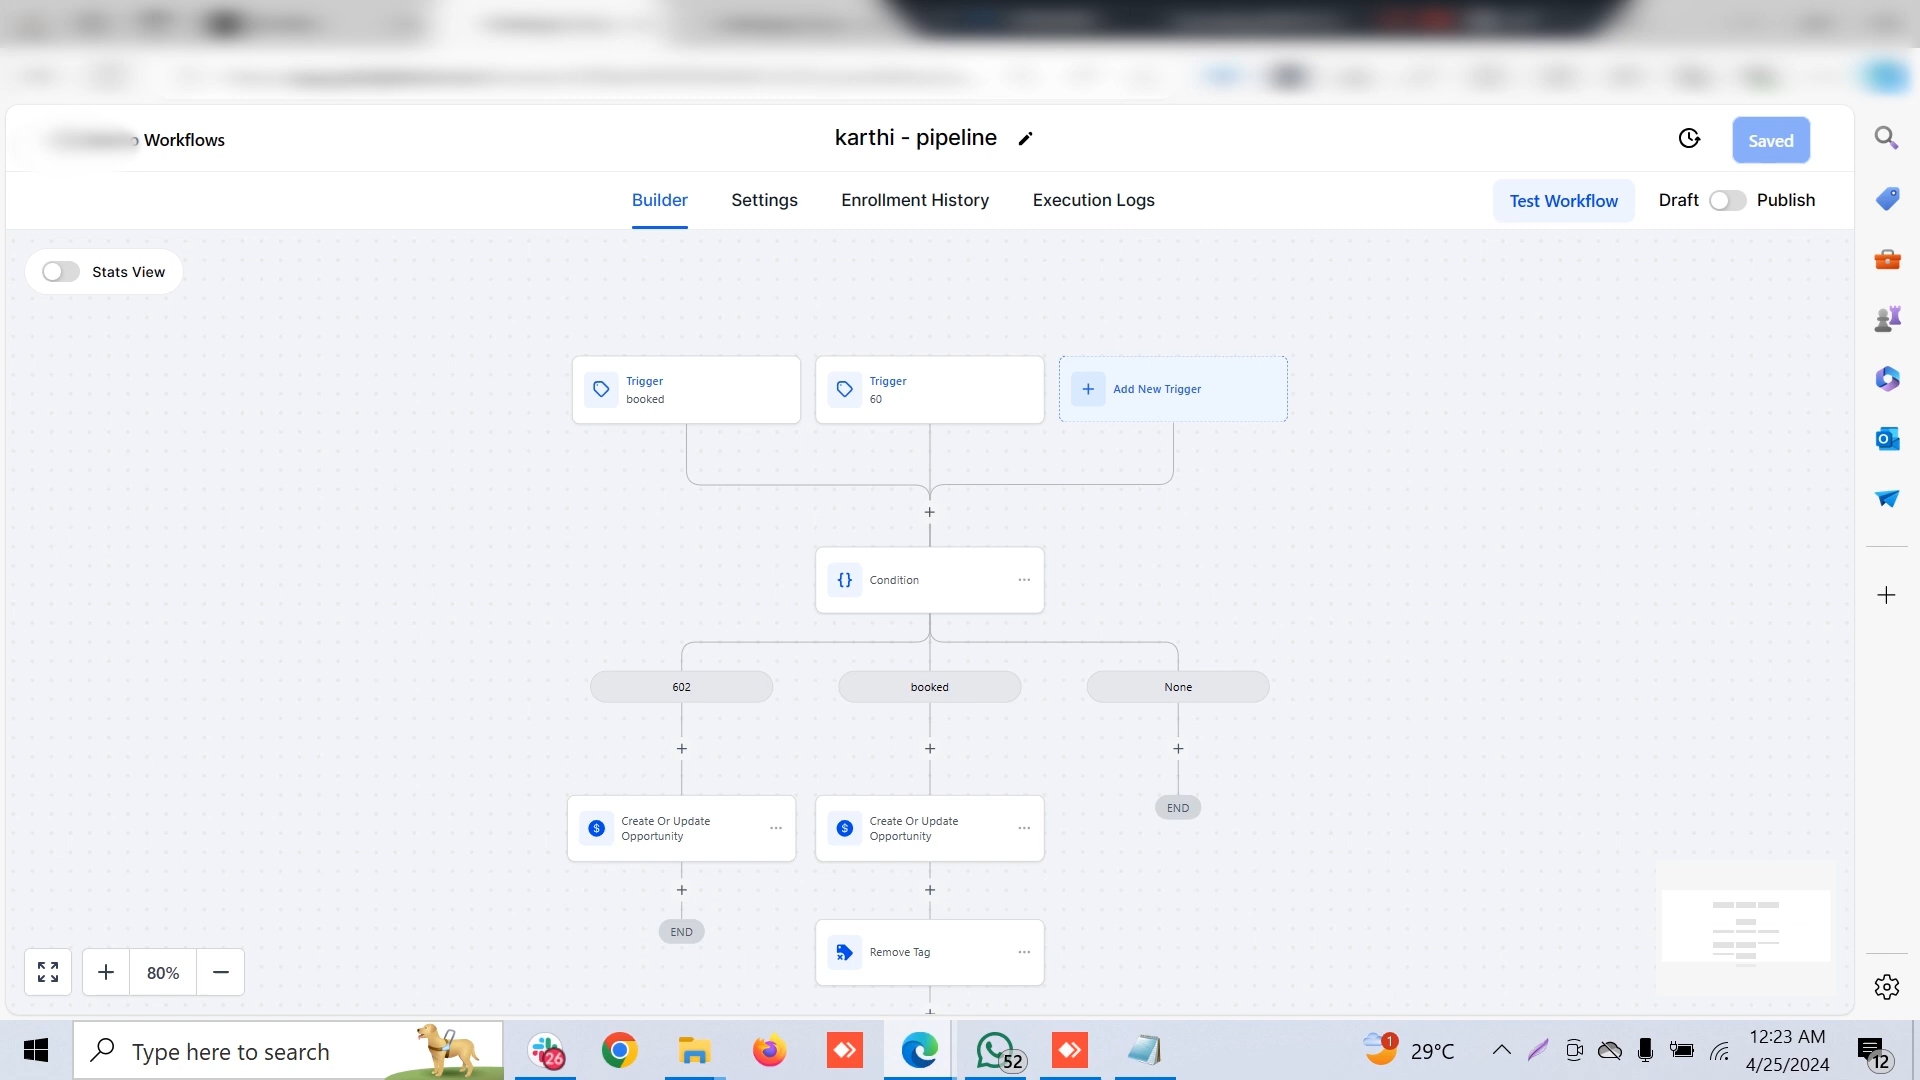 Workflows
karthi - pipeline
Saved
Builder
Settings
Enrollment History
Execution Logs
Test Workflow
Draft
Publish
Stats View
Trigger
booked
Trigger
60
Add New Trigger
Condition
602
booked
None
Create Or Update
Opportunity
Create Or Update
Opportunity
END
END
Remove Tag
80%
Type here to search
26
52
1
29°C
12:23 AM
4/25/2024
12